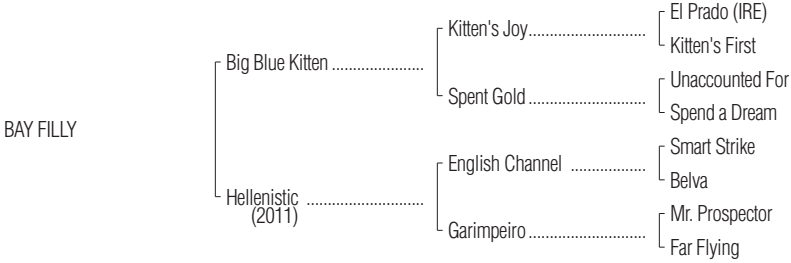 BAY FILLY
Big Blue Kitten ......................
Hellenistic ...........................
(2011)
Kitten's Joy...........................
Spent Gold...........................
English Channel .................
Garimpeiro...........................
El Prado (IRE)
Kitten's First
Unaccounted For
Spend a Dream
Smart Strike
Belva
Mr. Prospector
Far Flying